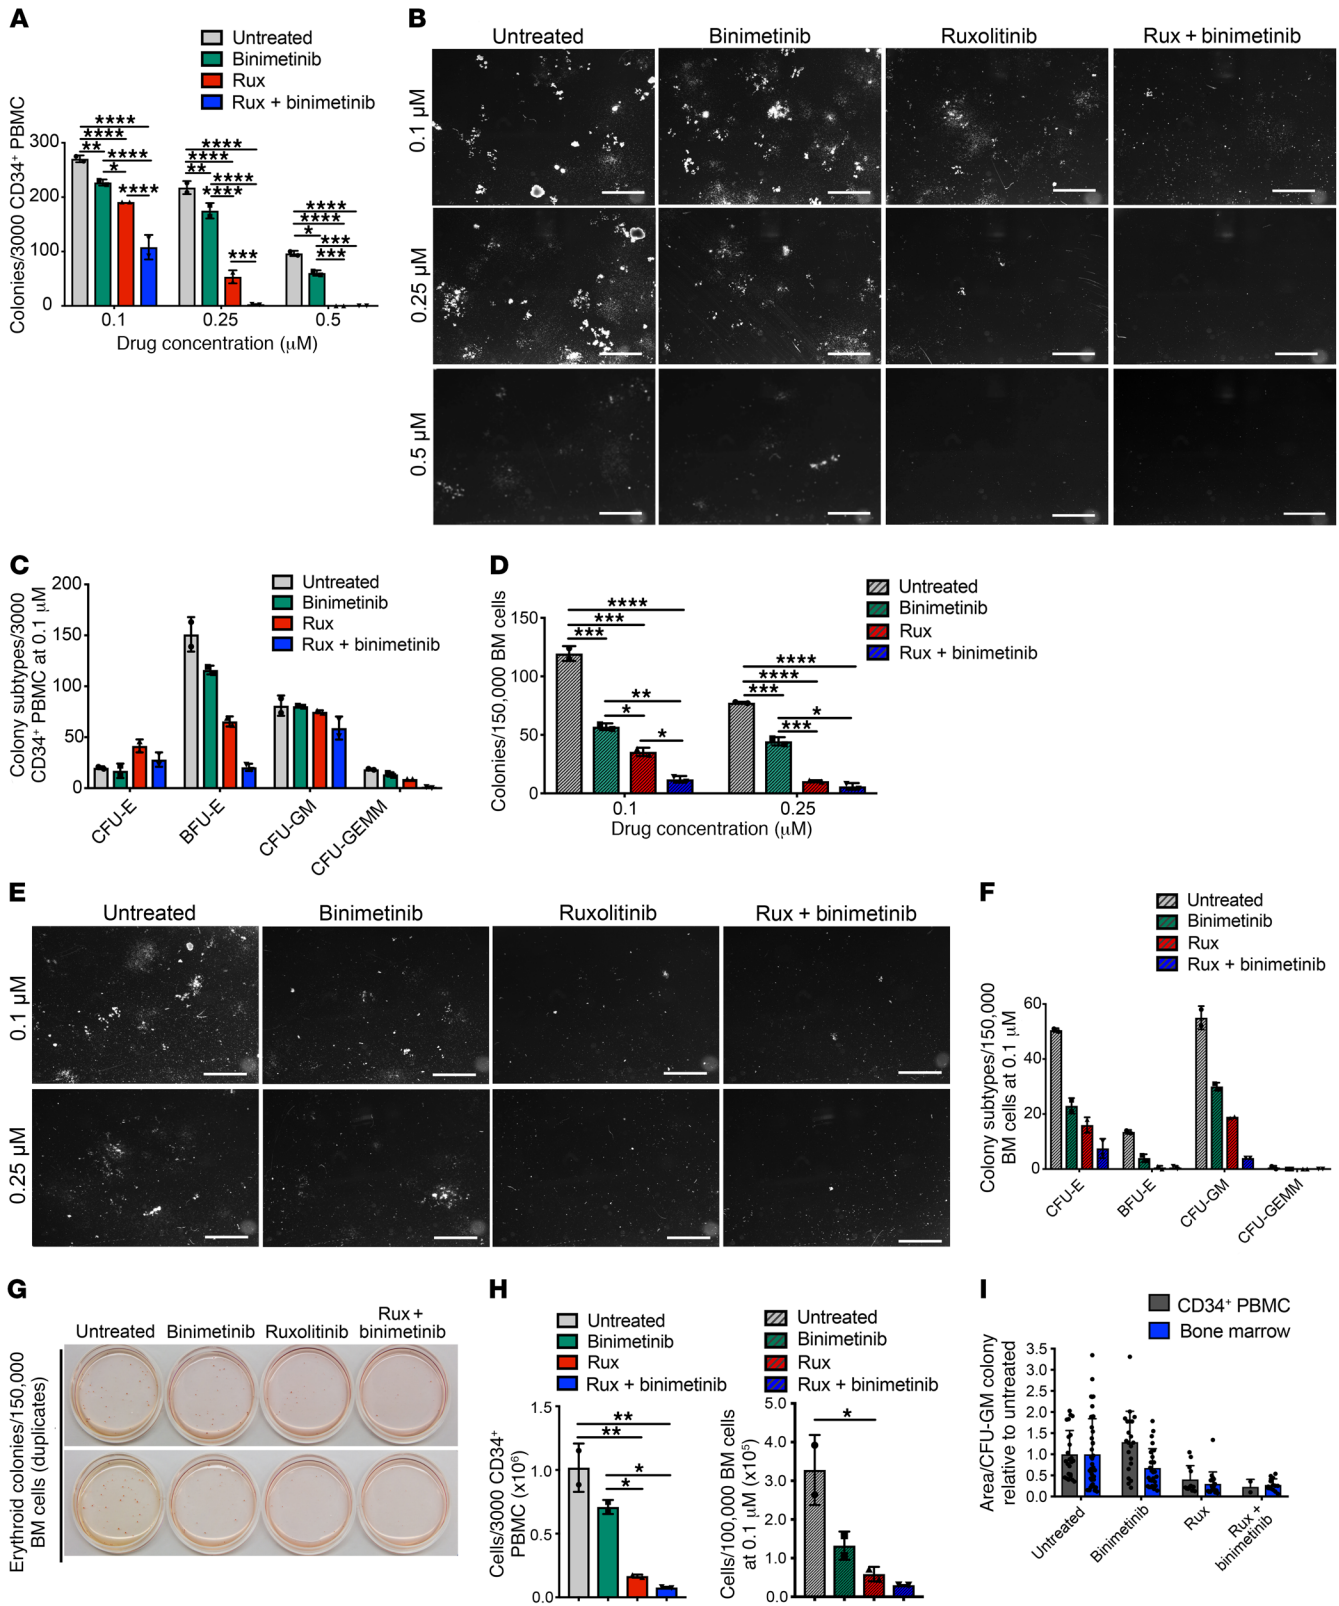 A
Untreated
Binimetinib
Rux
Rux + binimetinib
Colonies/3000 CD34⁺ PBMC
300
200
100
0
**** 
****
**
****
*
****
****
****
**
****
****
***
****
****
*
***
***
0.1
0.25
0.5
Drug concentration (μM)
B
Untreated
Binimetinib
Ruxolitinib
Rux + binimetinib
0.1 μM
0.25 μM
0.5 μM
C
Untreated
Binimetinib
Rux
Rux + binimetinib
Colony subtypes/3000
CD34⁺ PBMC at 0.1 μM
200
150
100
50
0
CFU-E
BFU-E
CFU-GM
CFU-GEMM
D
Untreated
Binimetinib
Rux
Rux + binimetinib
Colonies/150,000 BM cells
150
100
50
0
****
***
***
**
*
*
****
****
***
*
***
0.1
0.25
Drug concentration (μM)
E
Untreated
Binimetinib
Ruxolitinib
Rux + binimetinib
0.1 μM
0.25 μM
F
Untreated
Binimetinib
Rux
Rux + binimetinib
Colony subtypes/150,000
BM cells at 0.1 μM
60
40
20
0
CFU-E
BFU-E
CFU-GM
CFU-GEMM
G
Untreated
Binimetinib
Ruxolitinib
Rux +
binimetinib
Erythroid colonies/150,000
BM cells (duplicates)
H
Untreated
Binimetinib
Rux
Rux + binimetinib
Cells/3000 CD34⁺
PBMC (x10⁶)
1.5
1.0
0.5
0.0
**
**
*
*
Untreated
Binimetinib
Rux
Rux + binimetinib
Cells/100,000 BM cells
at 0.1 μM (x10⁵)
5.0
4.0
3.0
2.0
1.0
0.0
*
I
CD34⁺ PBMC
Bone marrow
Area/CFU-GM colony
relative to untreated
3.5
3.0
2.5
2.0
1.5
1.0
0.5
0.0
Untreated
Binimetinib
Rux
Rux +
binimetinib